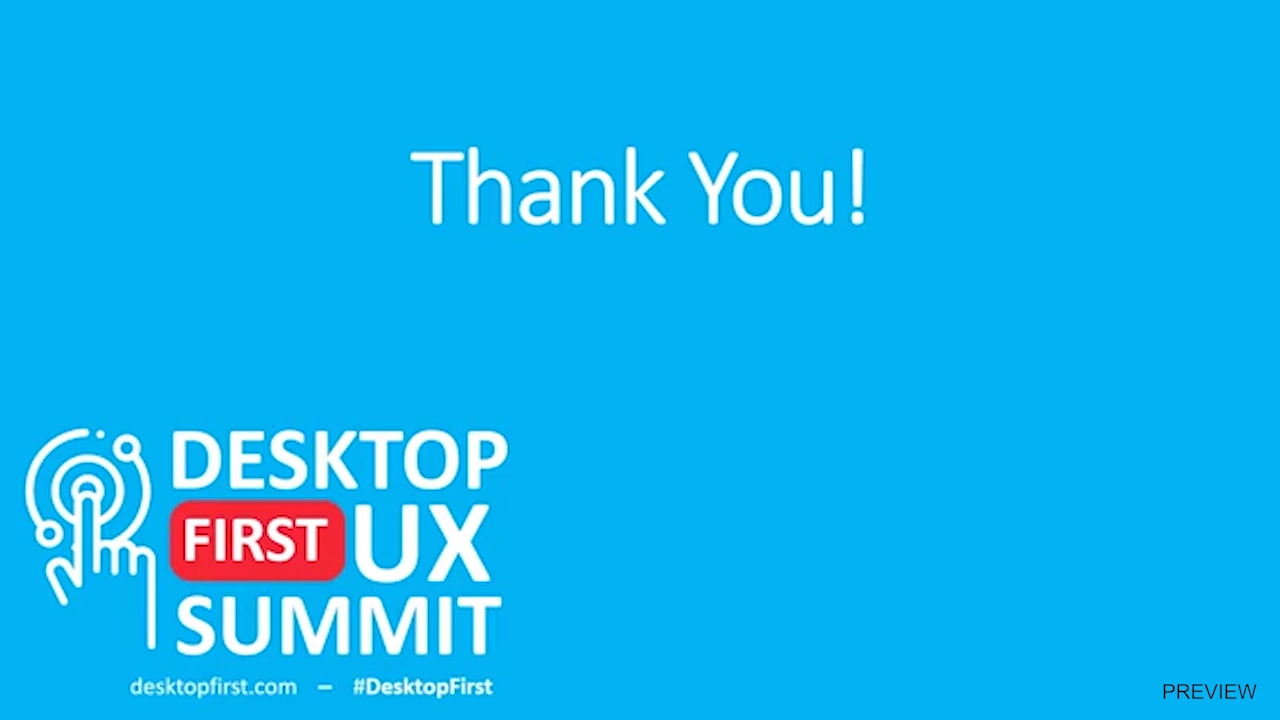 Thank You!
DESKTOP
FIRST UX
SUMMIT
desktopfirst.com – #DesktopFirst
PREVIEW